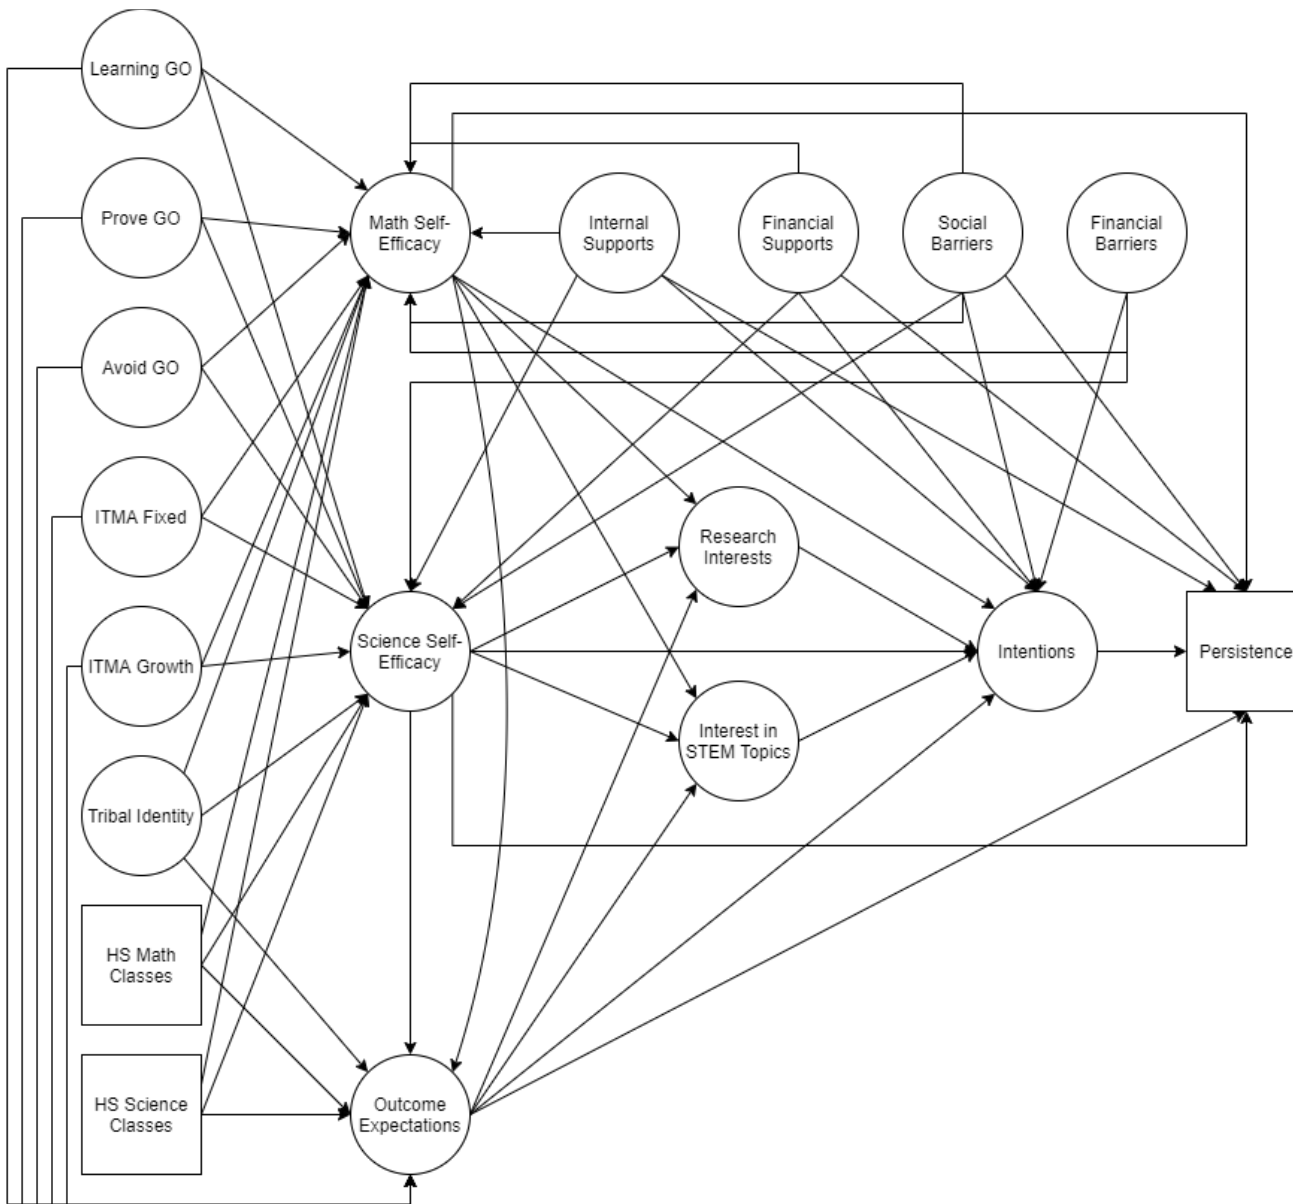 Learning GO
Prove GO
Avoid GO
ITMA Fixed
ITMA Growth
Tribal Identity
HS Math
Classes
HS Science
Classes
Math Self-
Efficacy
Internal
Supports
Financial
Supports
Social
Barriers
Financial
Barriers
Science Self-
Efficacy
Research
Interests
Interest in
STEM Topics
Intentions
Persistence
Outcome
Expectations